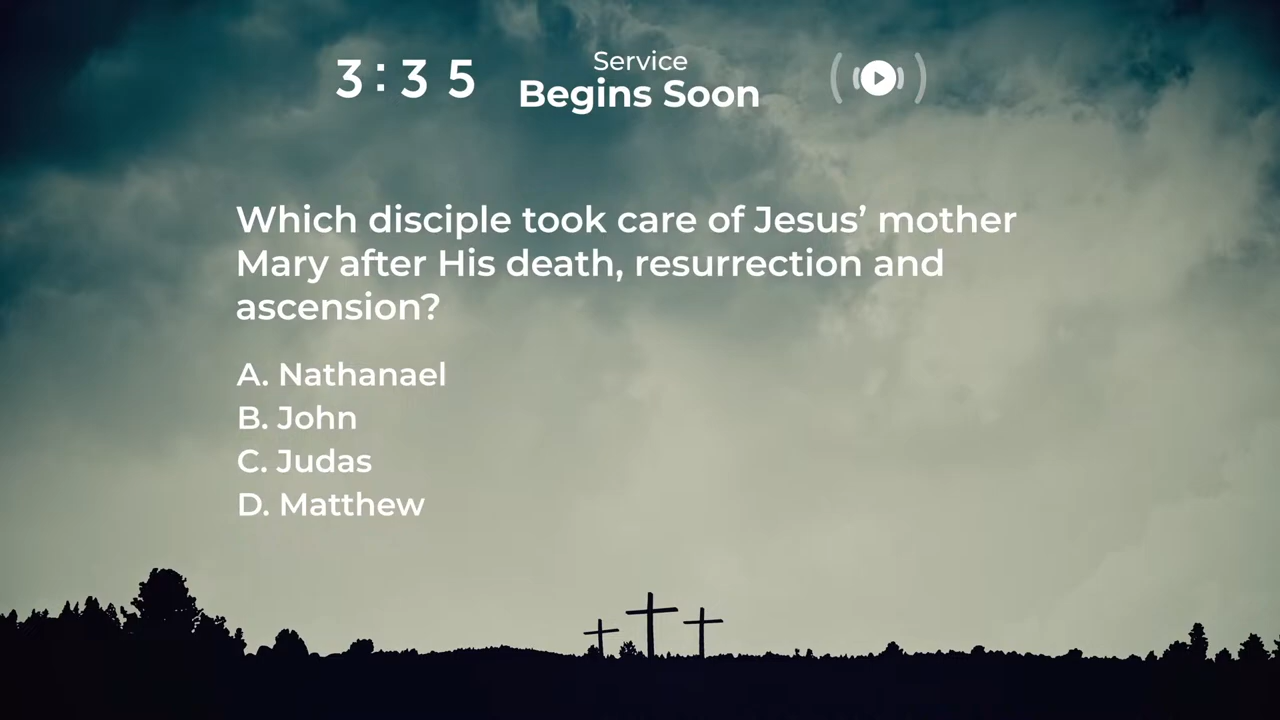 3:35
Service
Begins Soon
Which disciple took care of Jesus’ mother
Mary after His death, resurrection and
ascension?
A. Nathanael
B. John
C. Judas
D. Matthew